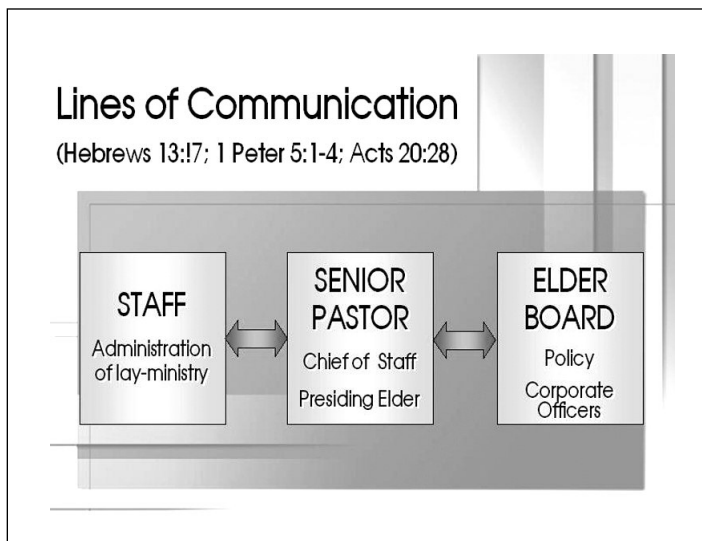 Lines of Communication
(Hebrews 13:!7; 1 Peter 5:1-4; Acts 20:28)
STAFF
Administration
of lay-ministry
SENIOR
PASTOR
Chief of Staff
Presiding Elder
ELDER
BOARD
Policy
Corporate
Officers